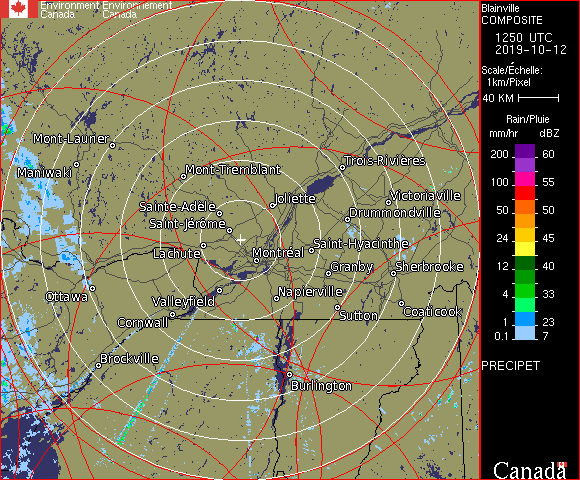 Environment Environnement
Canada Canada
Blainville
COMPOSITE
1250 UTC
2019-10-12
Scale/Échelle:
1km/Pixel
40 KM
Rain/Pluie
mm/hr dBZ
200 60
100 55
50 50
24 45
12 40
4 33
1 23
0.1 7
PRECIPET
Canada
Mont-Laurier
Maniwaki
Mont-Tremblant
Trois-Rivières
Joliette
Victoriaville
Sainte-Adèle
Drummondville
Saint-Jérôme
Lachute
Montréal
Saint-Hyacinthe
Granby
Sherbrooke
Ottawa
Valleyfield
Napierville
Cornwall
Sutton
Coaticook
Brockville
Burlington